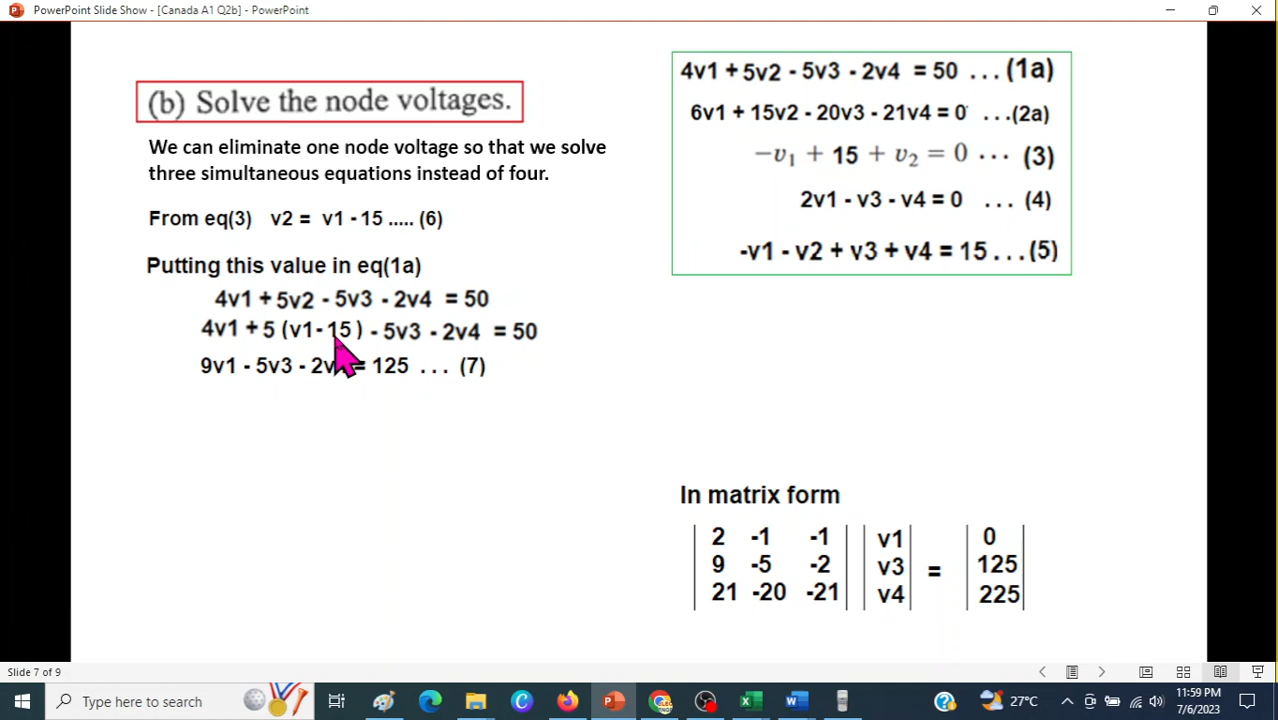 PowerPoint Slide Show - [Canada A1 Q2b] - PowerPoint
(b) Solve the node voltages.
We can eliminate one node voltage so that we solve
three simultaneous equations instead of four.
From eq(3) v2 = v1 - 15 ..... (6)
Putting this value in eq(1a)
4v1 + 5v2 - 5v3 - 2v4 = 50
4v1 + 5 (v1 - 15 ) - 5v3 - 2v4 = 50
9v1 - 5v3 - 2v = 125 ... (7)
4v1 + 5v2 - 5v3 - 2v4 = 50 ... (1a)
6v1 + 15v2 - 20v3 - 21v4 = 0 ...(2a)
−v₁ + 15 + v₂ = 0 ··· (3)
2v1 - v3 - v4 = 0 ... (4)
-v1 - v2 + v3 + v4 = 15 ... (5)
In matrix form
2 -1 -1 v1 0
9 -5 -2 v3 = 125
21 -20 -21 v4 225
Slide 7 of 9
Type here to search
27°C
11:59 PM
7/6/2023